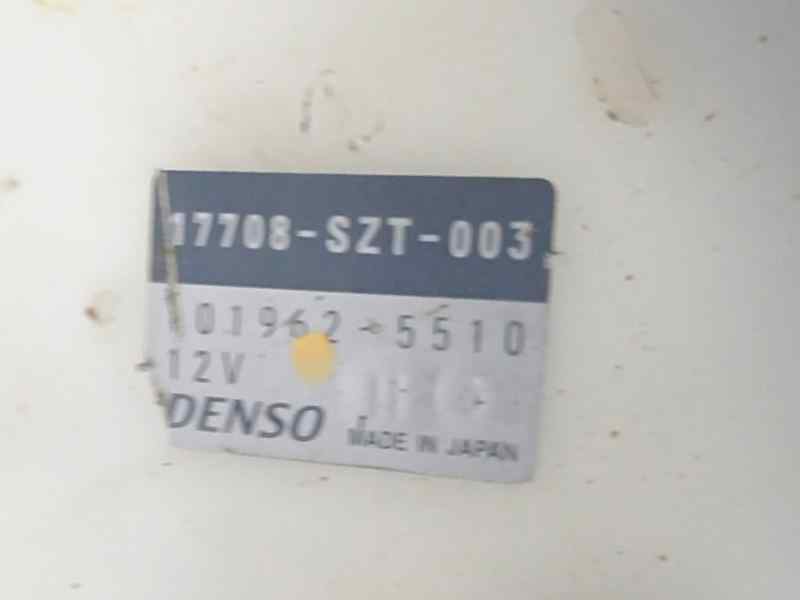 17708-SZT-003
101962-5510
12V
DENSO
MADE IN JAPAN